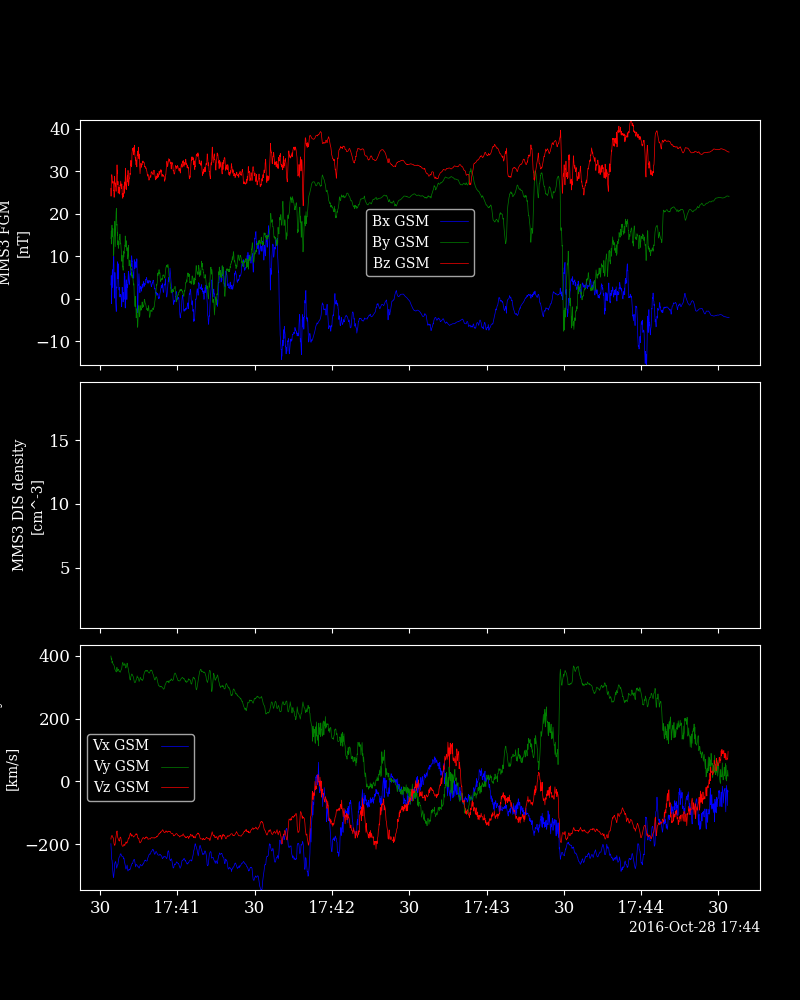 40
30
20
10
0
−10
MMS3 FGM
[nT]
Bx GSM
By GSM
Bz GSM
15
10
5
MMS3 DIS density
[cm^-3]
400
200
0
−200
[km/s]
Vx GSM
Vy GSM
Vz GSM
30 17:41 30 17:42 30 17:43 30 17:44 30
2016-Oct-28 17:44